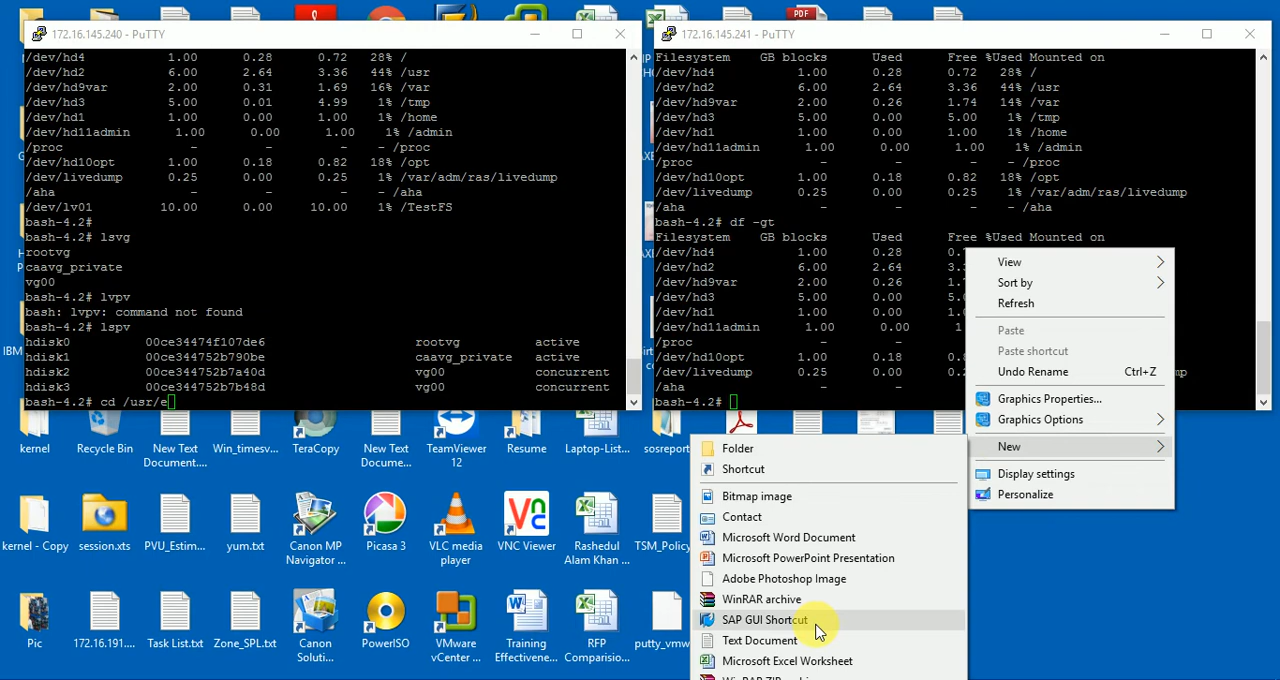 PDF
172.16.145.240 - PuTTY
/dev/hd4 1.00 0.28 0.72 28% /
/dev/hd2 6.00 2.64 3.36 44% /usr
/dev/hd9var 2.00 0.31 1.69 16% /var
/dev/hd3 5.00 0.01 4.99 1% /tmp
/dev/hd1 1.00 0.00 1.00 1% /home
/dev/hd11admin 1.00 0.00 1.00 1% /admin
/proc - - - - /proc
/dev/hd10opt 1.00 0.18 0.82 18% /opt
/dev/livedump 0.25 0.00 0.25 1% /var/adm/ras/livedump
/aha - - - - /aha
/dev/lv01 10.00 0.00 10.00 1% /TestFS
bash-4.2#
bash-4.2# lsvg
rootvg
caavg_private
vg00
bash-4.2# lvpv
bash: lvpv: command not found
bash-4.2# lspv
hdisk0 00ce34474f107de6 rootvg active
hdisk1 00ce344752b790be caavg_private active
hdisk2 00ce344752b7a40d vg00 concurrent
hdisk3 00ce344752b7b48d vg00 concurrent
bash-4.2# cd /usr/e
172.16.145.241 - PuTTY
Filesystem GB blocks Used Free %Used Mounted on
/dev/hd4 1.00 0.28 0.72 28% /
/dev/hd2 6.00 2.64 3.36 44% /usr
/dev/hd9var 2.00 0.26 1.74 14% /var
/dev/hd3 5.00 0.00 5.00 1% /tmp
/dev/hd1 1.00 0.00 1.00 1% /home
/dev/hd11admin 1.00 0.00 1.00 1% /admin
/proc - - - - /proc
/dev/hd10opt 1.00 0.18 0.82 18% /opt
/dev/livedump 0.25 0.00 0.25 1% /var/adm/ras/livedump
/aha - - - - /aha
bash-4.2# df -gt
Filesystem GB blocks Used Free %Used Mounted on
/dev/hd4 1.00 0.28
/dev/hd2 6.00 2.64
/dev/hd9var 2.00 0.26
/dev/hd3 5.00 0.00
/dev/hd1 1.00 0.00
/dev/hd11admin 1.00 0.00
/proc - -
/dev/hd10opt 1.00 0.18
/dev/livedump 0.25 0.00
/aha - -
bash-4.2#
View
Sort by
Refresh
Paste
Paste shortcut
Undo Rename Ctrl+Z
Graphics Properties...
Graphics Options
New
Display settings
Personalize
Folder
Shortcut
Bitmap image
Contact
Microsoft Word Document
Microsoft PowerPoint Presentation
Adobe Photoshop Image
WinRAR archive
SAP GUI Shortcut
Text Document
Microsoft Excel Worksheet
WinRAR ZIP archive
IBM
kernel
Recycle Bin
New Text
Document....
Win_timesv...
TeraCopy
New Text
Docume...
TeamViewer
12
Resume
Laptop-List...
sosreport
kernel - Copy
session.xts
PVU_Estim...
yum.txt
Canon MP
Navigator ...
Picasa 3
VLC media
player
VNC Viewer
Rashedul
Alam Khan ...
TSM_Policy
Pic
172.16.191....
Task List.txt
Zone_SPL.txt
Canon
Soluti...
PowerISO
VMware
vCenter ...
Training
Effectivene...
RFP
Comparision...
putty_vmw